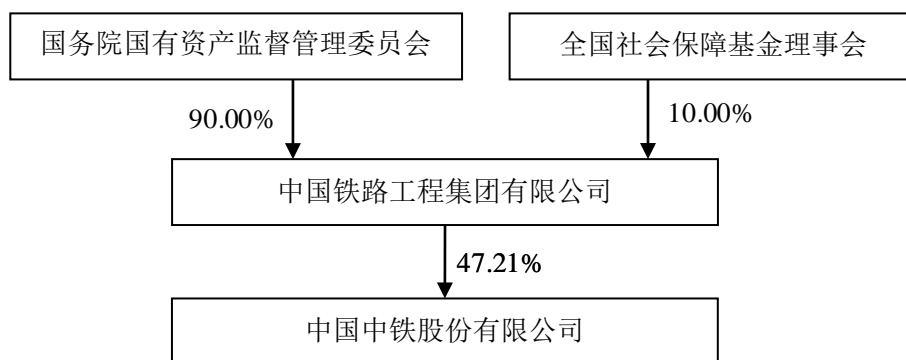 国务院国有资产监督管理委员会
全国社会保障基金理事会
90.00%
10.00%
中国铁路工程集团有限公司
47.21%
中国中铁股份有限公司